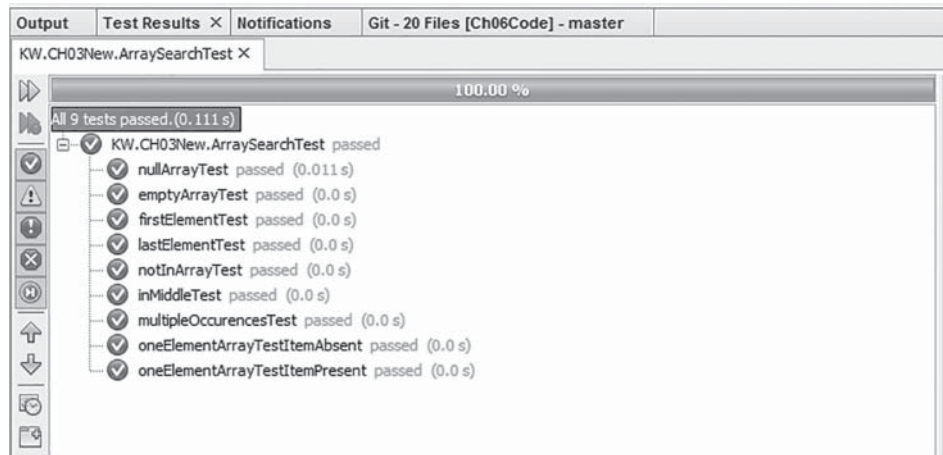 Output Test Results × Notifications Git - 20 Files [Ch06Code] - master
KW.CH03New.ArraySearchTest ×
100.00 %
All 9 tests passed.(0.111 s)
KW.CH03New.ArraySearchTest passed
nullArrayTest passed (0.011 s)
emptyArrayTest passed (0.0 s)
firstElementTest passed (0.0 s)
lastElementTest passed (0.0 s)
notInArrayTest passed (0.0 s)
inMiddleTest passed (0.0 s)
multipleOccurencesTest passed (0.0 s)
oneElementArrayTestItemAbsent passed (0.0 s)
oneElementArrayTestItemPresent passed (0.0 s)